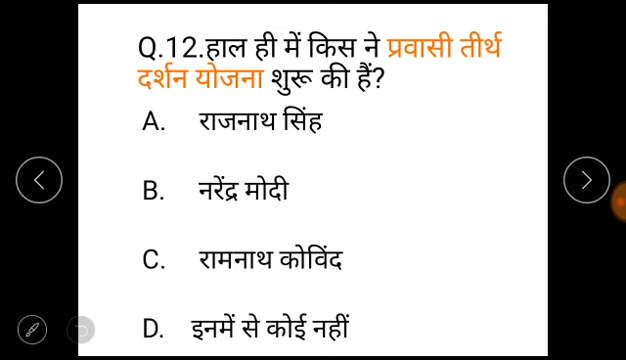 Q.12.हाल ही में किस ने प्रवासी तीर्थ
दर्शन योजना शुरू की हैं?
A. राजनाथ सिंह
B. नरेंद्र मोदी
C. रामनाथ कोविंद
D. इनमें से कोई नहीं